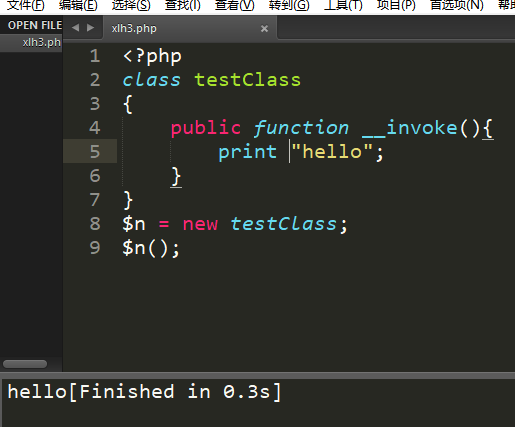 文件(F) 编辑(E) 选择(S) 查找(I) 查看(V) 转到(G) 工具(T) 项目(P) 首选项(N)
OPEN FILE
xlh3.ph
xlh3.php ×
1 <?php
2 class testClass
3 {
4 public function __invoke(){
5 print "hello";
6 }
7 }
8 $n = new testClass;
9 $n();
hello[Finished in 0.3s]